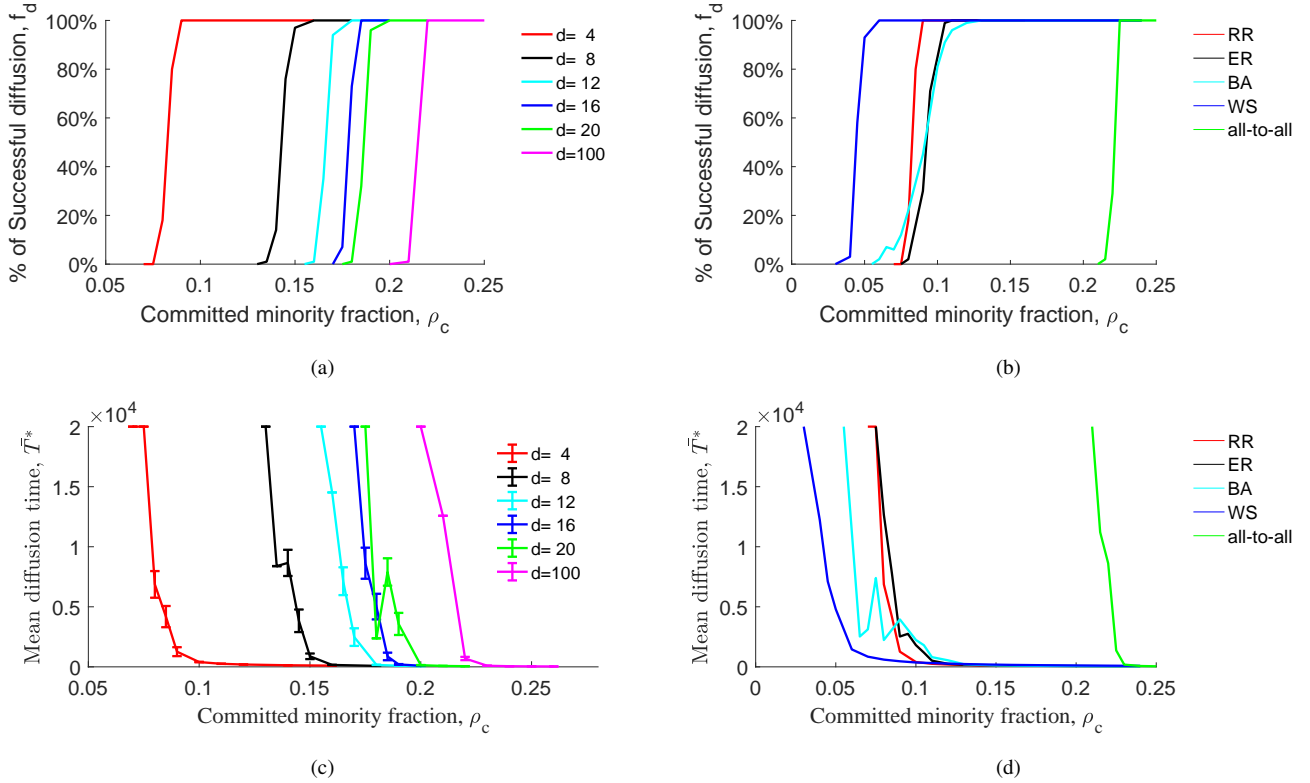 100%
80%
60%
40%
20%
0%
% of Successful diffusion, f_d
0.05 0.1 0.15 0.2 0.25
Committed minority fraction, ρ_c
d= 4
d= 8
d= 12
d= 16
d= 20
d=100
(a)
100%
80%
60%
40%
20%
0%
% of Successful diffusion, f_d
0 0.05 0.1 0.15 0.2 0.25
Committed minority fraction, ρ_c
RR
ER
BA
WS
all-to-all
(b)
×10⁴
2
1.5
1
0.5
0
Mean diffusion time, T̄*
0.05 0.1 0.15 0.2 0.25
Committed minority fraction, ρ_c
d= 4
d= 8
d= 12
d= 16
d= 20
d=100
(c)
×10⁴
2
1.5
1
0.5
0
Mean diffusion time, T̄*
0 0.05 0.1 0.15 0.2 0.25
Committed minority fraction, ρ_c
RR
ER
BA
WS
all-to-all
(d)